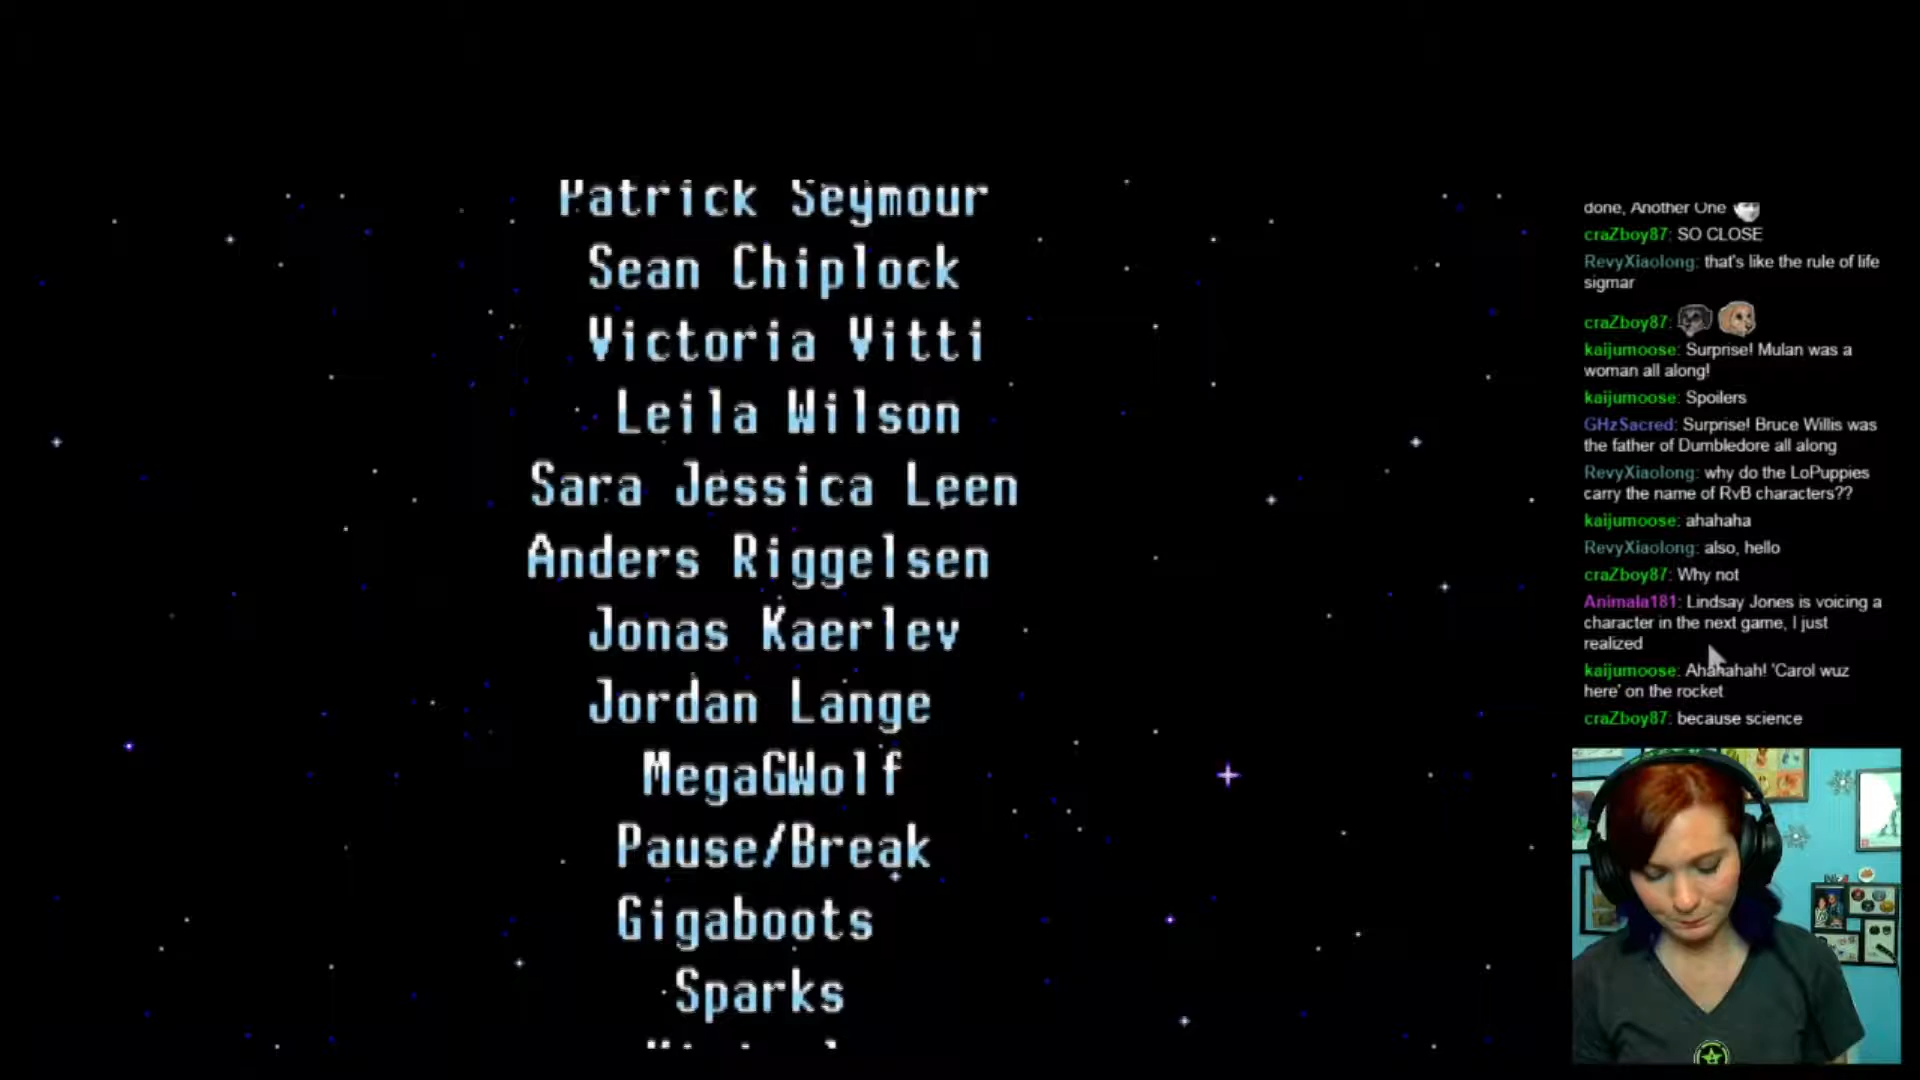 Patrick Seymour
Sean Chiplock
Victoria Vitti
Leila Wilson
Sara Jessica Leen
Anders Riggelsen
Jonas Kaerlev
Jordan Lange
MegaGWolf
Pause/Break
Gigaboots
Sparks
done, Another One
craZboy87: SO CLOSE
RevyXiaolong: that's like the rule of life
sigmar
craZboy87:
kaijumoose: Surprise! Mulan was a
woman all along!
kaijumoose: Spoilers
GHzSacred: Surprise! Bruce Willis was
the father of Dumbledore all along
RevyXiaolong: why do the LoPuppies
carry the name of RvB characters??
kaijumoose: ahahaha
RevyXiaolong: also, hello
craZboy87: Why not
Animala181: Lindsay Jones is voicing a
character in the next game, I just
realized
kaijumoose: Ahahahah! 'Carol wuz
here' on the rocket
craZboy87: because science